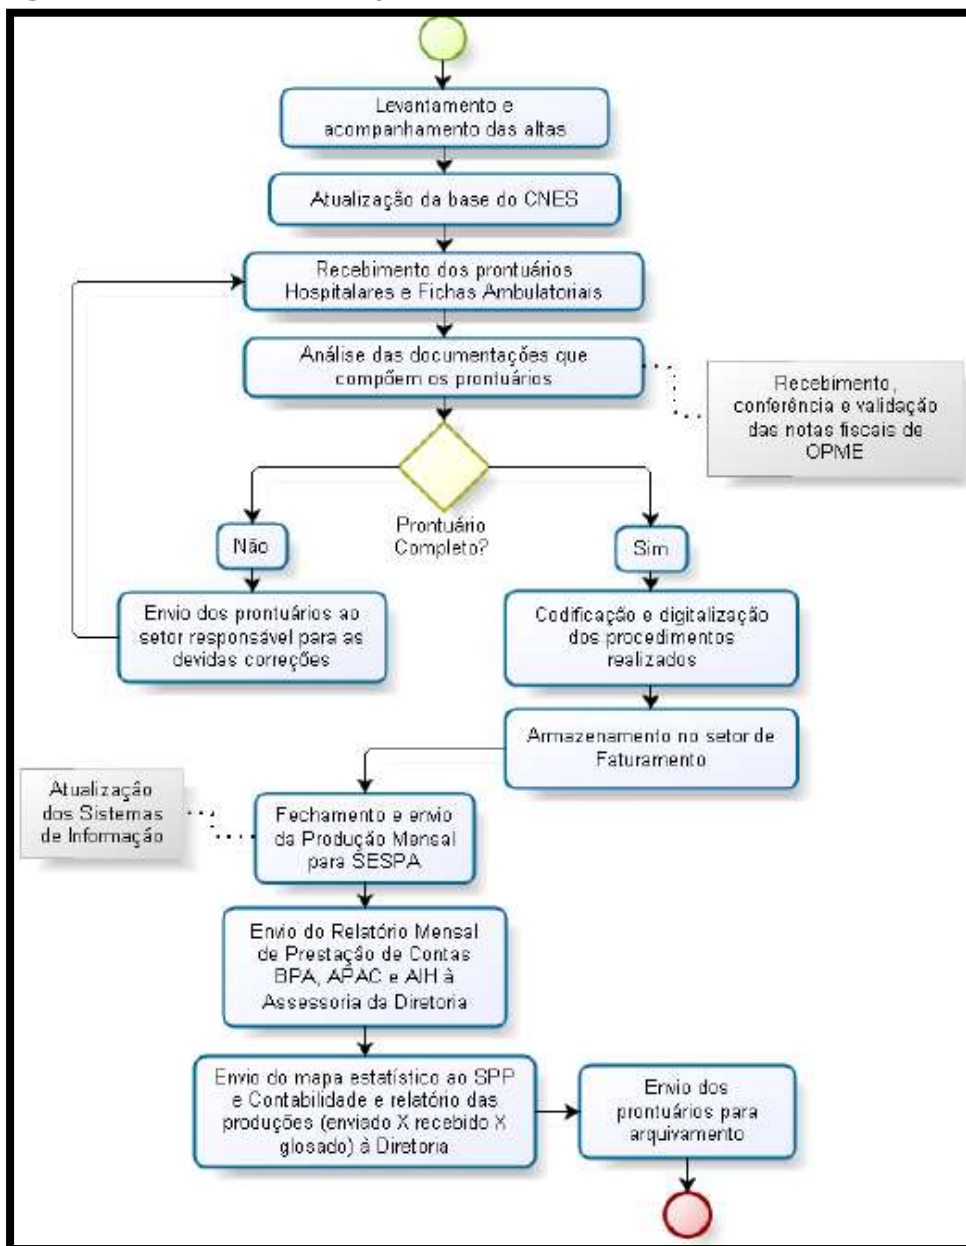 Levantamento e
acompanhamento das altas
Atualização da base do CNES
Recebimento dos prontuários
Hospitalares e Fichas Ambulatoriais
Análise das documentações que
compõem os prontuários
Recebimento,
conferência e validação
das notas fiscais de
OPME
Prontuário
Completo?
Não
Sim
Envio dos prontuários ao
setor responsável para as
devidas correções
Codificação e digitalização
dos procedimentos
realizados
Armazenamento no setor de
Faturamento
Atualização
dos Sistemas
de Informação
Fechamento e envio
da Produção Mensal
para SESPA
Envio do Relatório Mensal
de Prestação de Contas
BPA, APAC e AIH à
Assessoria da Diretoria
Envio do mapa estatístico ao SPP
e Contabilidade e relatório das
produções (enviado X recebido X
glosado) à Diretoria
Envio dos
prontuários para
arquivamento